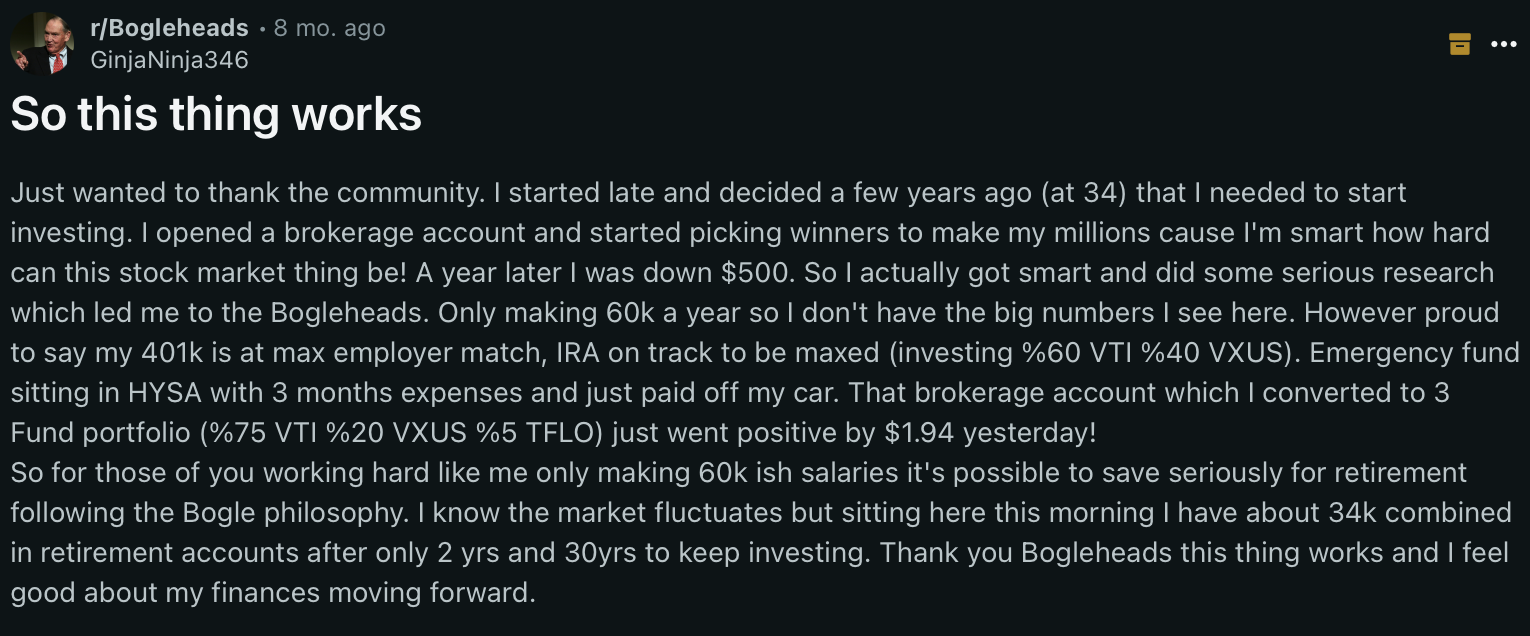 r/Bogleheads • 8 mo. ago
GinjaNinja346
So this thing works
Just wanted to thank the community. I started late and decided a few years ago (at 34) that I needed to start
investing. I opened a brokerage account and started picking winners to make my millions cause I'm smart how hard
can this stock market thing be! A year later I was down $500. So I actually got smart and did some serious research
which led me to the Bogleheads. Only making 60k a year so I don't have the big numbers I see here. However proud
to say my 401k is at max employer match, IRA on track to be maxed (investing %60 VTI %40 VXUS). Emergency fund
sitting in HYSA with 3 months expenses and just paid off my car. That brokerage account which I converted to 3
Fund portfolio (%75 VTI %20 VXUS %5 TFLO) just went positive by $1.94 yesterday!
So for those of you working hard like me only making 60k ish salaries it's possible to save seriously for retirement
following the Bogle philosophy. I know the market fluctuates but sitting here this morning I have about 34k combined
in retirement accounts after only 2 yrs and 30yrs to keep investing. Thank you Bogleheads this thing works and I feel
good about my finances moving forward.